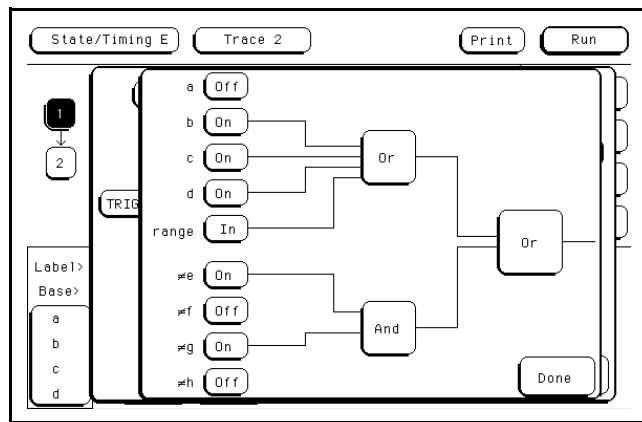 State/Timing E Trace 2 Print Run
1
2
TRIG
a Off
b On
c On
d On
range In
≠e On
≠f Off
≠g On
≠h Off
Or
And
Or
Done
Label>
Base>
a
b
c
d